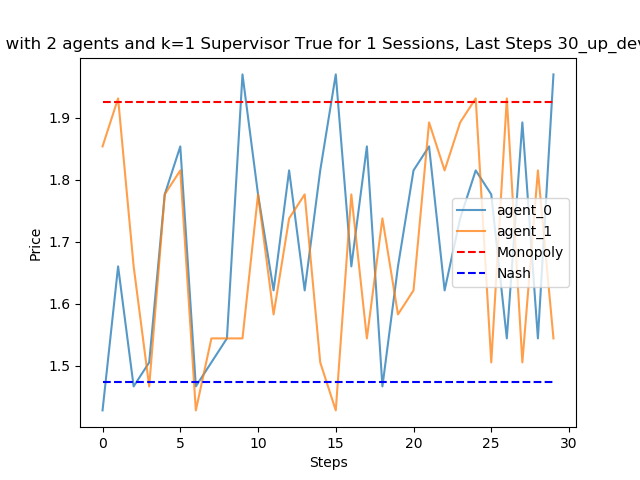 with 2 agents and k=1 Supervisor True for 1 Sessions, Last Steps 30_up_dev
1.9
1.8
1.7
1.6
1.5
Price
agent_0
agent_1
Monopoly
Nash
0 5 10 15 20 25 30
Steps